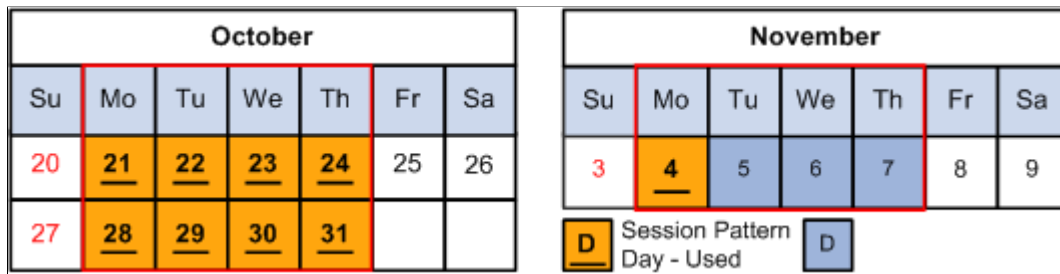 October
Su Mo Tu We Th Fr Sa
20 21 22 23 24 25 26
27 28 29 30 31
November
Su Mo Tu We Th Fr Sa
3 4 5 6 7 8 9
D Session Pattern D
Day - Used